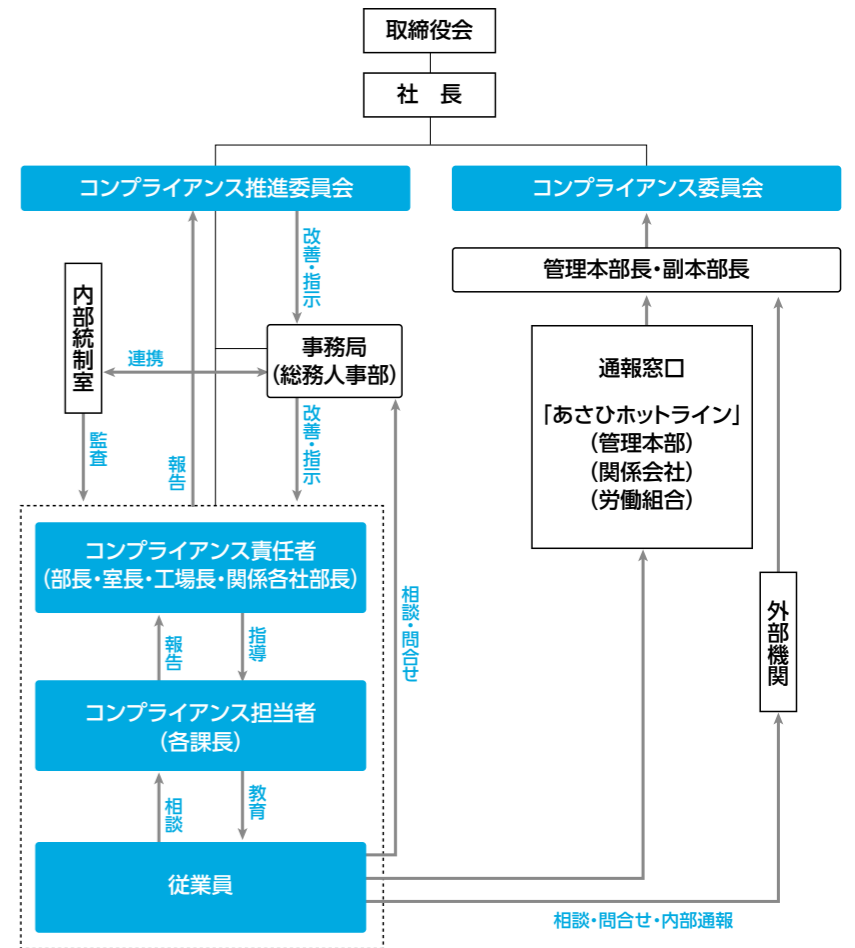 取締役会
社　長
コンプライアンス推進委員会
コンプライアンス委員会
改善・指示
管理本部長・副本部長
内部統制室
連携
事務局
(総務人事部)
通報窓口
「あさひホットライン」
(管理本部)
(関係会社)
(労働組合)
監査
報告
改善・指示
コンプライアンス責任者
(部長・室長・工場長・関係各社部長)
相談・問合せ
外部機関
報告
指導
コンプライアンス担当者
(各課長)
相談
教育
従業員
相談・問合せ・内部通報